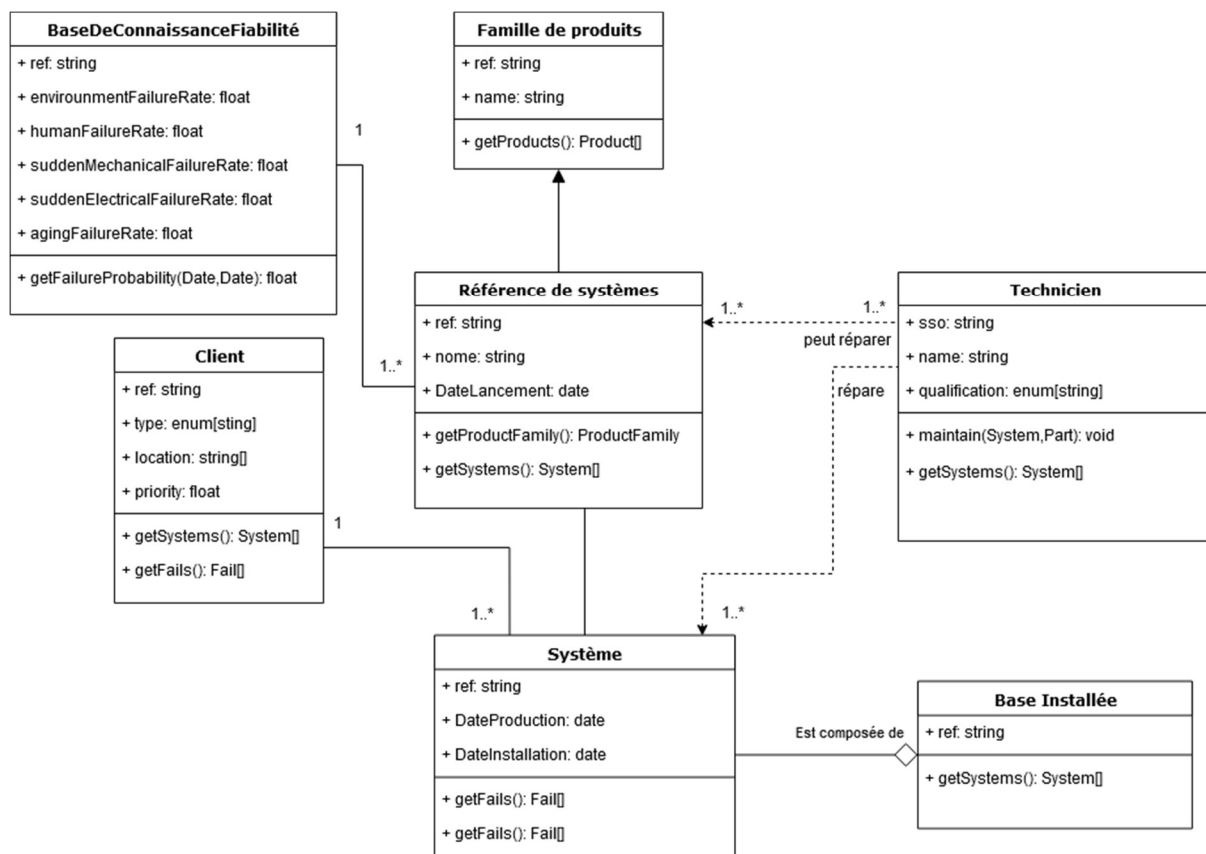 BaseDeConnaissanceFiabilité
+ ref: string
+ envirounmentFailureRate: float
+ humanFailureRate: float
+ suddenMechanicalFailureRate: float
+ suddenElectricalFailureRate: float
+ agingFailureRate: float
+ getFailureProbability(Date,Date): float
1
1..*
Famille de produits
+ ref: string
+ name: string
+ getProducts(): Product[]
Référence de systèmes
+ ref: string
+ nome: string
+ DateLancement: date
+ getProductFamily(): ProductFamily
+ getSystems(): System[]
1..*
1..*
peut réparer
répare
Technicien
+ sso: string
+ name: string
+ qualification: enum[string]
+ maintain(System,Part): void
+ getSystems(): System[]
Client
+ ref: string
+ type: enum[sting]
+ location: string[]
+ priority: float
+ getSystems(): System[]
+ getFails(): Fail[]
1
1..*
1..*
Système
+ ref: string
+ DateProduction: date
+ DateInstallation: date
+ getFails(): Fail[]
+ getFails(): Fail[]
Est composée de
Base Installée
+ ref: string
+ getSystems(): System[]